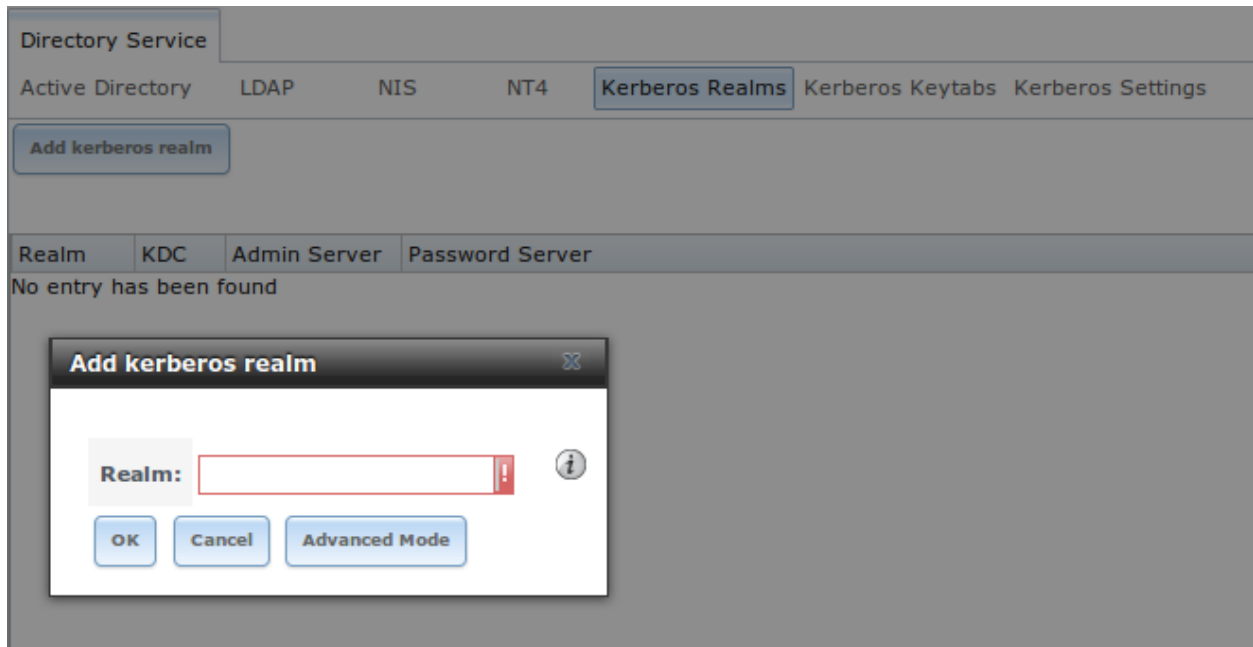 Directory Service
Active Directory LDAP NIS NT4 Kerberos Realms Kerberos Keytabs Kerberos Settings
Add kerberos realm
Realm KDC Admin Server Password Server
No entry has been found
Add kerberos realm
Realm: ! i
OK Cancel Advanced Mode